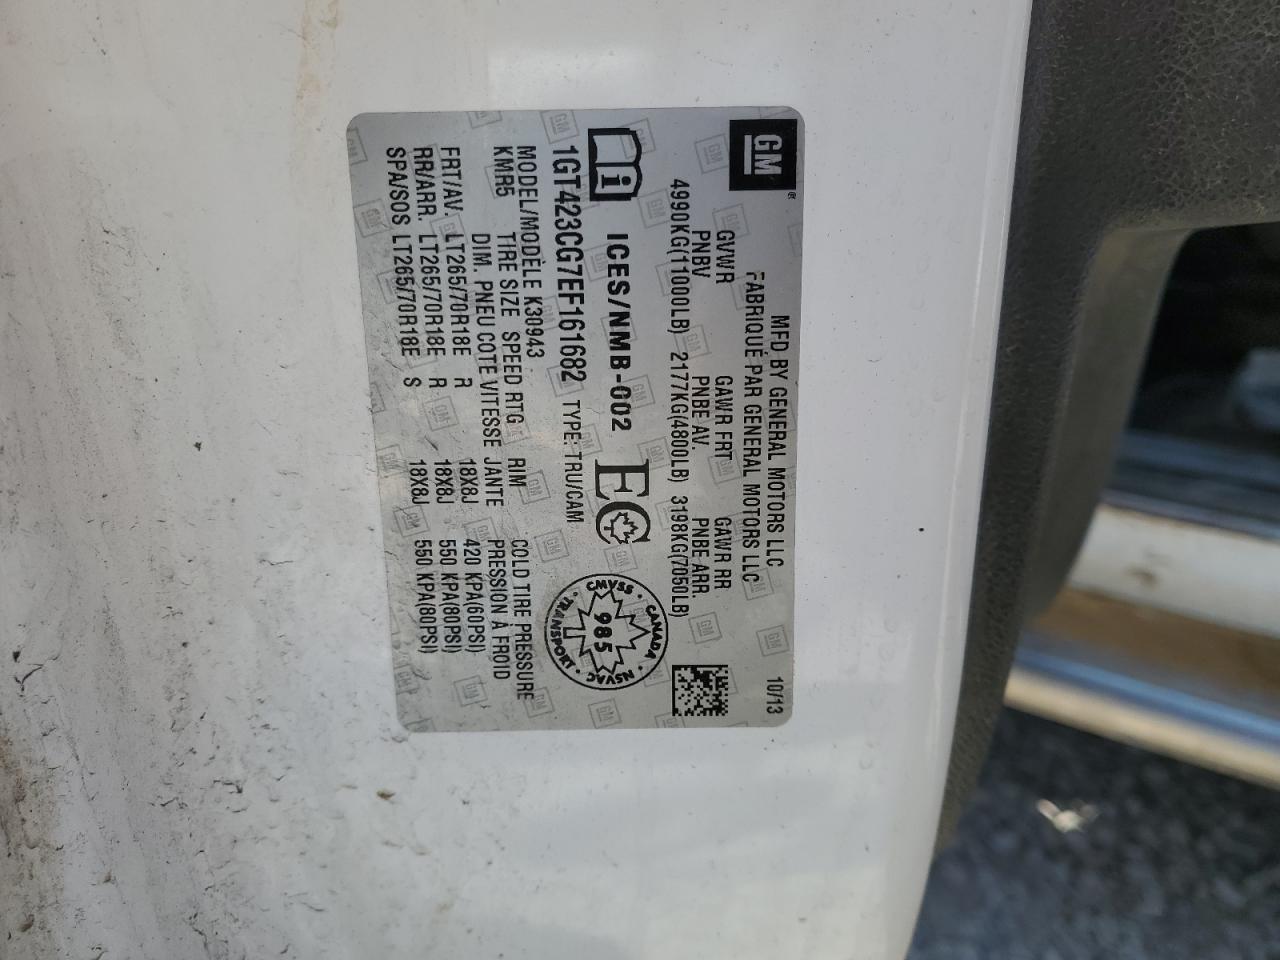 GM®
MFD BY GENERAL MOTORS LLC 10/13
FABRIQUÉ PAR GENERAL MOTORS LLC
GVWR GAWR FRT GAWR RR
PNBV PNBE AV. PNBE ARR.
4990KG(11000LB) 2177KG(4800LB) 3198KG(7050LB)
i ICES/NMB-002 EC
CMVSS · CANADA · NSVAC · TRANSPORT ·
985
1GT423CG7EF161682 TYPE: TRU/CAM
MODEL/MODÈLE K30943
KMR5 TIRE SIZE SPEED RTG RIM COLD TIRE PRESSURE
DIM. PNEU COTE VITESSE JANTE PRESSION À FROID
FRT/AV. LT265/70R18E R 18X8J 420 KPA(60PSI)
RR/ARR. LT265/70R18E R 18X8J 550 KPA(80PSI)
SPA/SOS LT265/70R18E S 18X8J 550 KPA(80PSI)